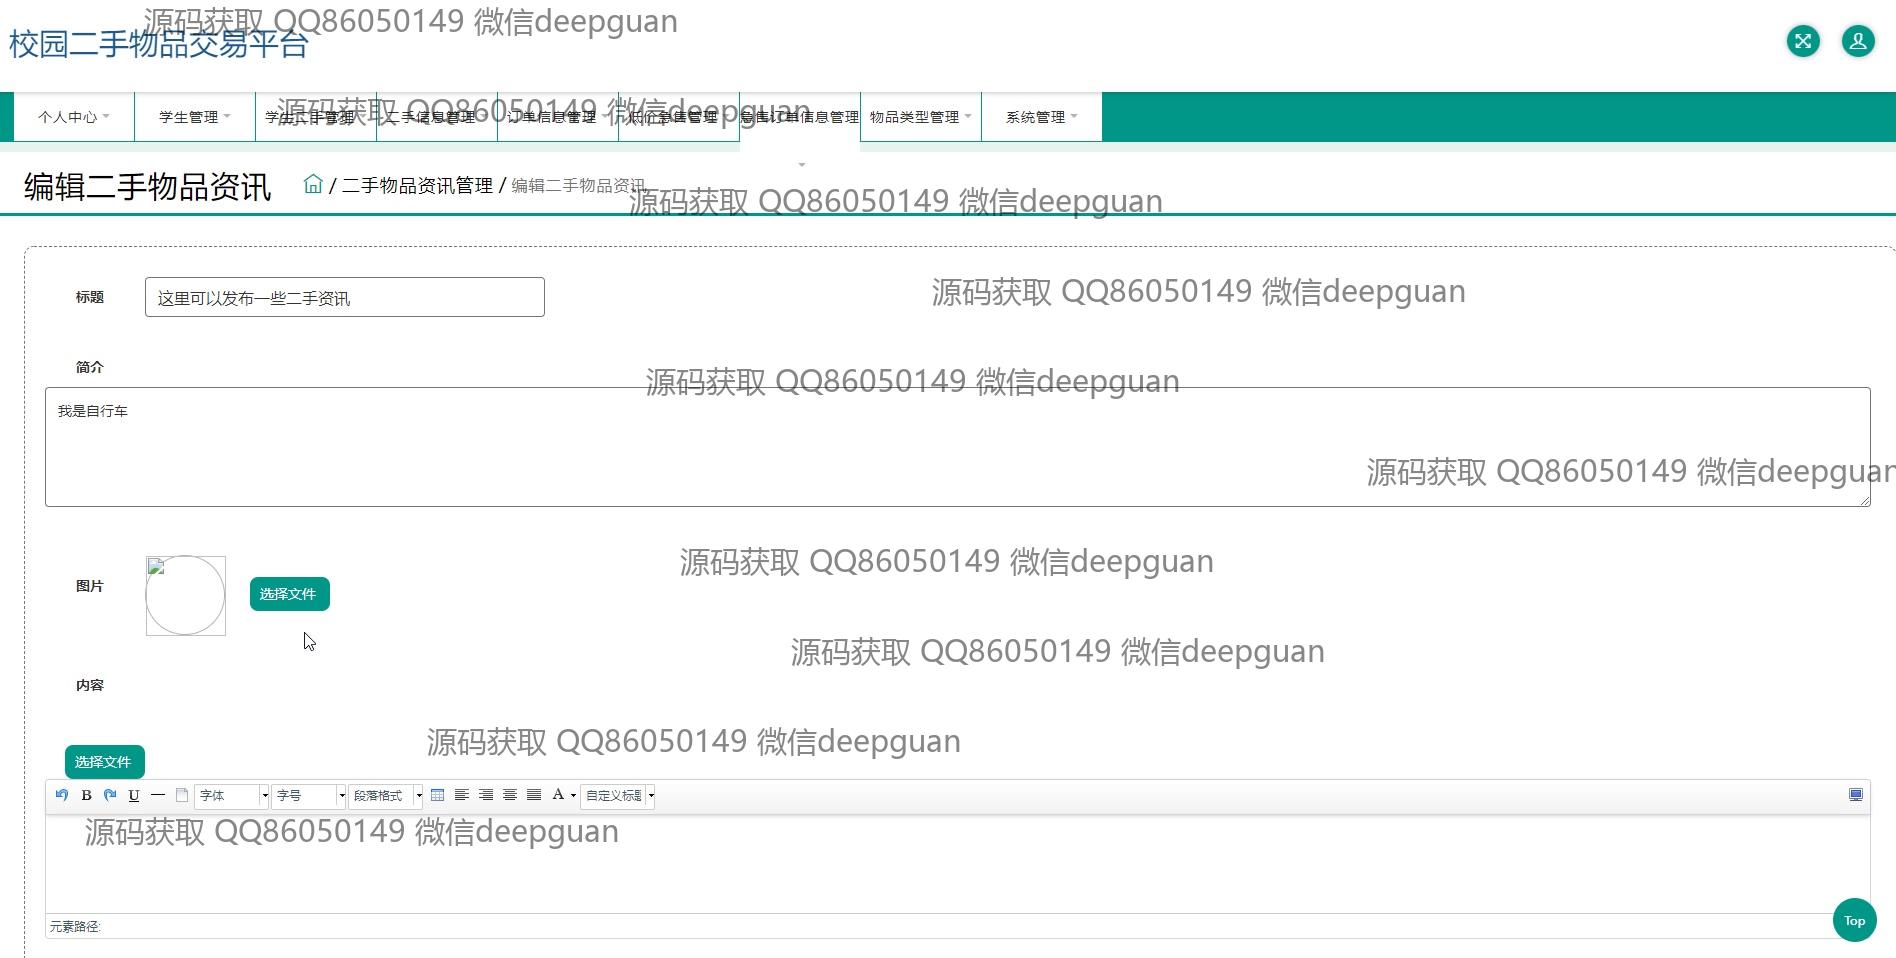 源码获取 QQ86050149 微信deepguan
校园二手物品交易平台
源码获取 QQ86050149 微信deepguan
个人中心 学生管理 学生二手管理 二手信息管理 订单信息管理 低价急售管理 急售订单信息管理 物品类型管理 系统管理
编辑二手物品资讯 / 二手物品资讯管理 / 编辑二手物品资讯
源码获取 QQ86050149 微信deepguan
标题 这里可以发布一些二手资讯
源码获取 QQ86050149 微信deepguan
简介
源码获取 QQ86050149 微信deepguan
我是自行车
源码获取 QQ86050149 微信deepguan
源码获取 QQ86050149 微信deepguan
图片 选择文件
源码获取 QQ86050149 微信deepguan
内容
源码获取 QQ86050149 微信deepguan
选择文件
B U 字体 字号 段落格式 A 自定义标题
源码获取 QQ86050149 微信deepguan
元素路径:
Top